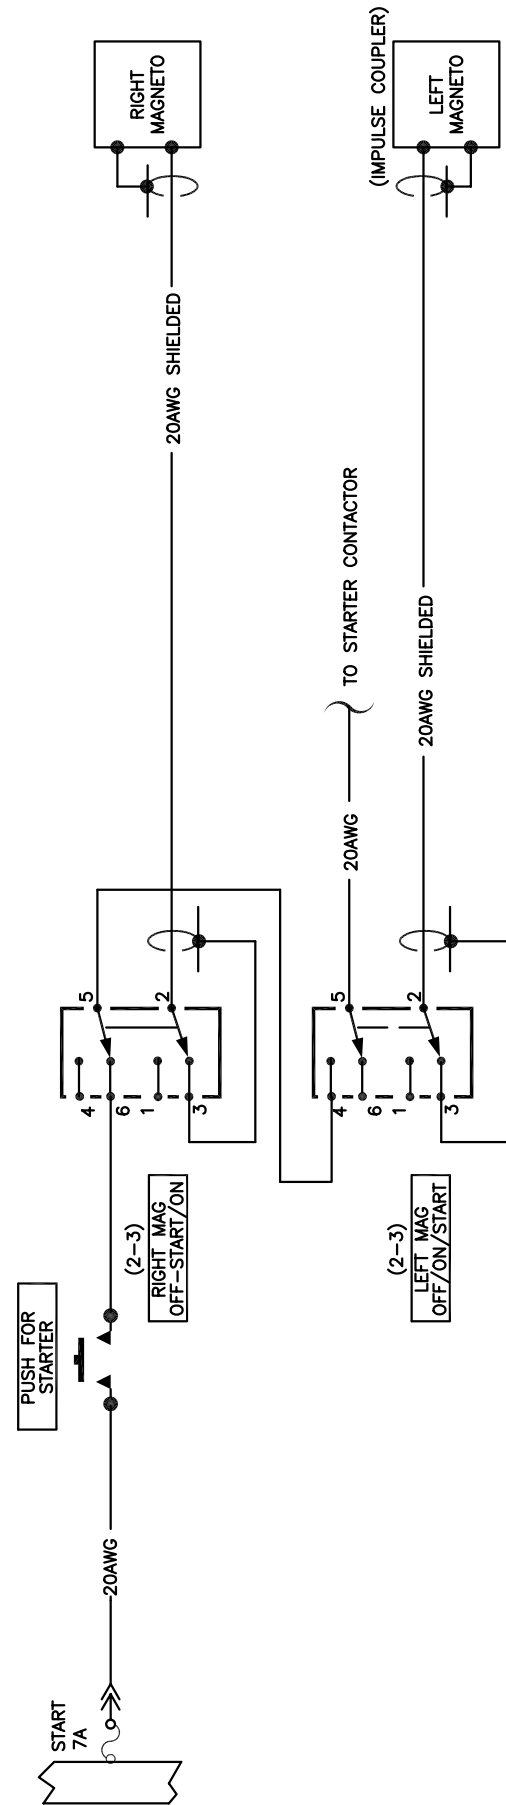 RIGHT
MAGNETO
(IMPULSE COUPLER)
LEFT
MAGNETO
20AWG SHIELDED
TO STARTER CONTACTOR
20AWG SHIELDED
20AWG
5
2
4
6
1
3
5
2
4
6
1
3
(2-3)
RIGHT MAG
OFF-START/ON
(2-3)
LEFT MAG
OFF/ON/START
PUSH FOR
STARTER
20AWG
START
7A